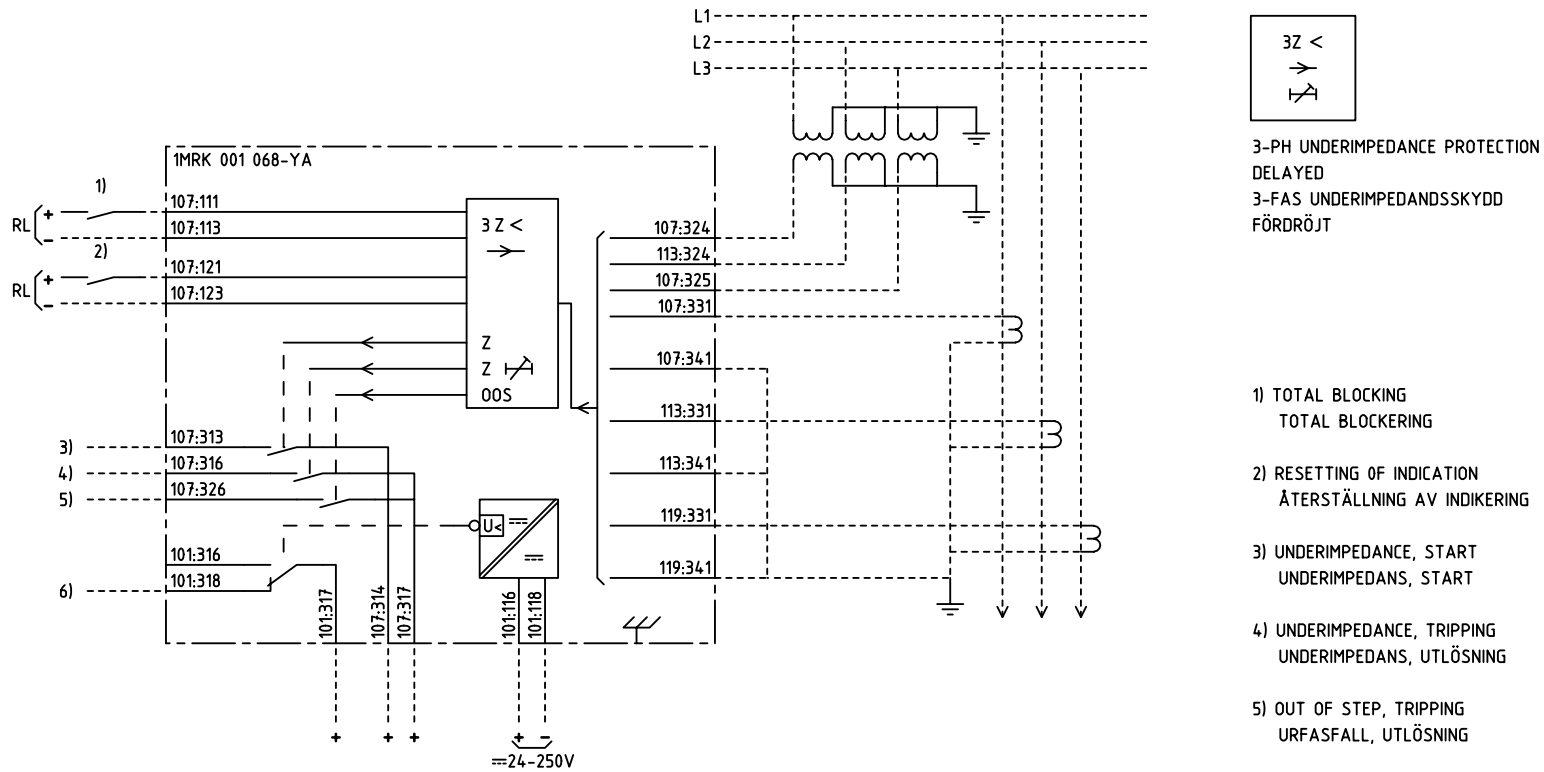 L1
L2
L3
3Z <
3-PH UNDERIMPEDANCE PROTECTION
DELAYED
3-FAS UNDERIMPEDANDSSKYDD
FÖRDRÖJT
1MRK 001 068-YA
1)
RL
+
-
107:111
107:113
2)
RL
+
-
107:121
107:123
3 Z <
Z
Z
OOS
107:324
113:324
107:325
107:331
107:341
113:331
113:341
119:331
119:341
3)
107:313
4)
107:316
5)
107:326
U<
101:316
6)
101:318
101:317
107:314
107:317
101:116
101:118
+
+
+
+
-
24-250V
1) TOTAL BLOCKING
TOTAL BLOCKERING
2) RESETTING OF INDICATION
ÅTERSTÄLLNING AV INDIKERING
3) UNDERIMPEDANCE, START
UNDERIMPEDANS, START
4) UNDERIMPEDANCE, TRIPPING
UNDERIMPEDANS, UTLÖSNING
5) OUT OF STEP, TRIPPING
URFASFALL, UTLÖSNING